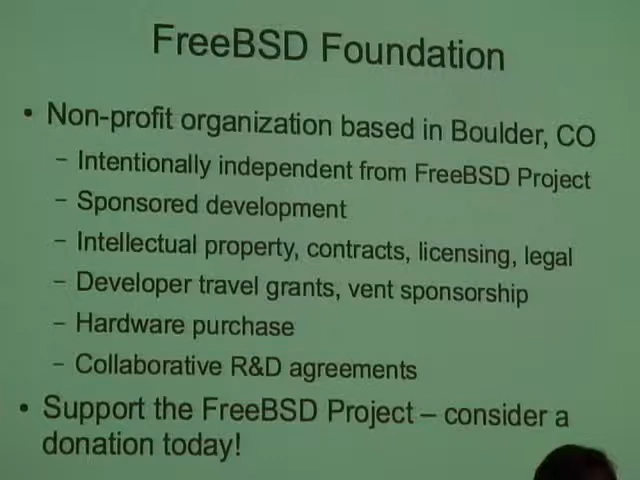 FreeBSD Foundation
• Non-profit organization based in Boulder, CO
– Intentionally independent from FreeBSD Project
– Sponsored development
– Intellectual property, contracts, licensing, legal
– Developer travel grants, vent sponsorship
– Hardware purchase
– Collaborative R&D agreements
• Support the FreeBSD Project – consider a
donation today!